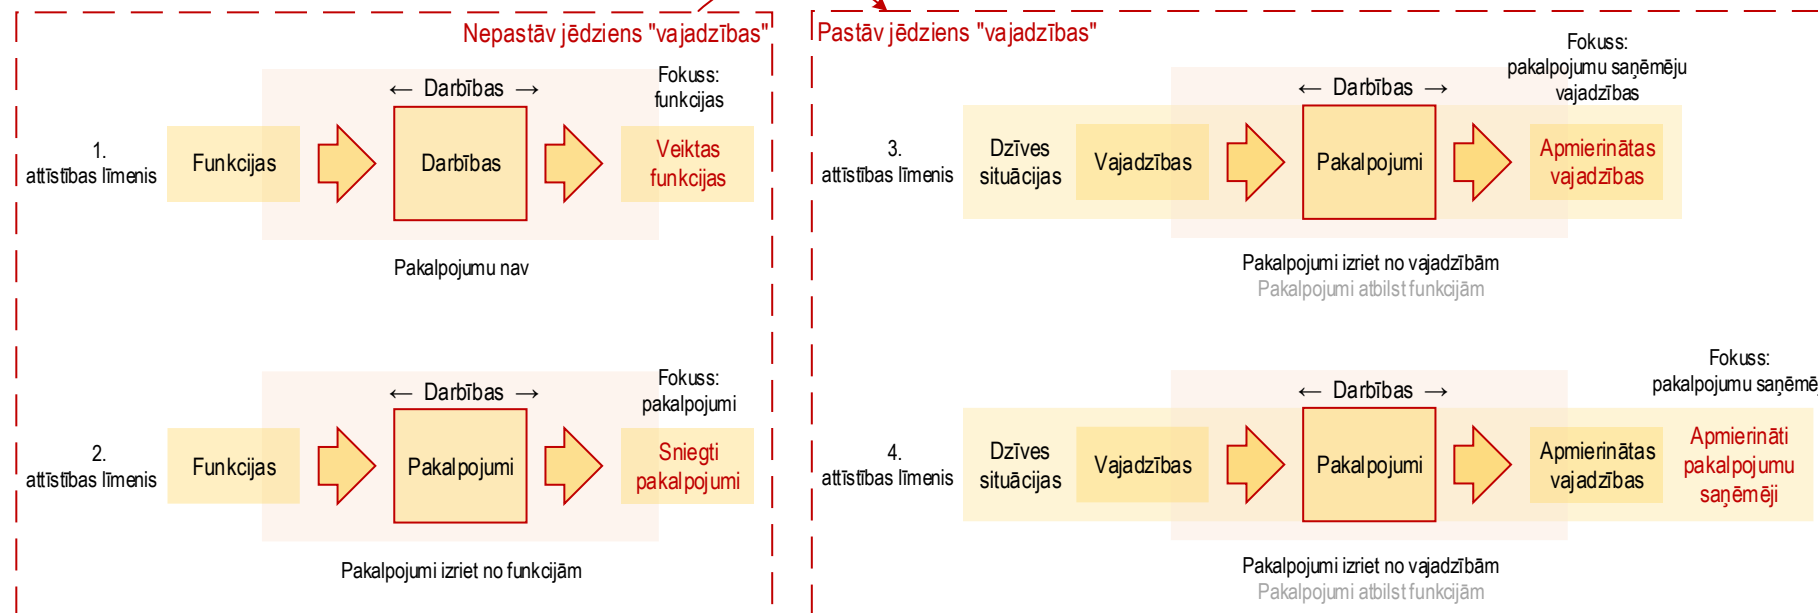 Nepastāv jēdziens "vajadzības"
Fokuss:
funkcijas
← Darbības →
1.
attīstības līmenis
Funkcijas
Darbības
Veiktas
funkcijas
Pakalpojumu nav
Fokuss:
pakalpojumi
← Darbības →
2.
attīstības līmenis
Funkcijas
Pakalpojumi
Sniegti
pakalpojumi
Pakalpojumi izriet no funkcijām
Pastāv jēdziens "vajadzības"
Fokuss:
pakalpojumu saņēmēju
vajadzības
← Darbības →
3.
attīstības līmenis
Dzīves
situācijas
Vajadzības
Pakalpojumi
Apmierinātas
vajadzības
Pakalpojumi izriet no vajadzībām
Pakalpojumi atbilst funkcijām
Fokuss:
pakalpojumu
← Darbības →
4.
attīstības līmenis
Dzīves
situācijas
Vajadzības
Pakalpojumi
Apmierinātas
vajadzības
Apmierināti
pakalpojumu
saņēmēji
Pakalpojumi izriet no vajadzībām
Pakalpojumi atbilst funkcijām